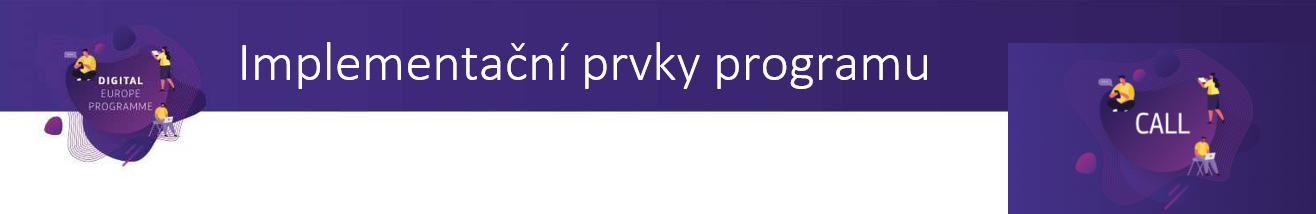 Implementační prvky programu
DIGITAL
EUROPE
PROGRAMME
CALL